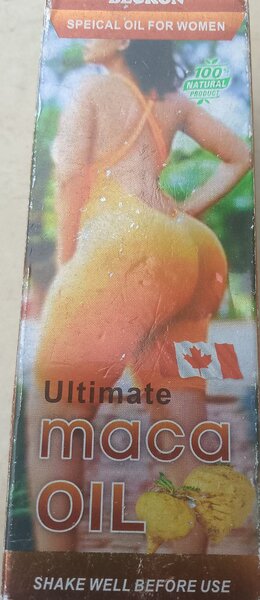 SPEICAL OIL FOR WOMEN
100%
NATURAL
PRODUCT
Ultimate
maca
OIL
SHAKE WELL BEFORE USE